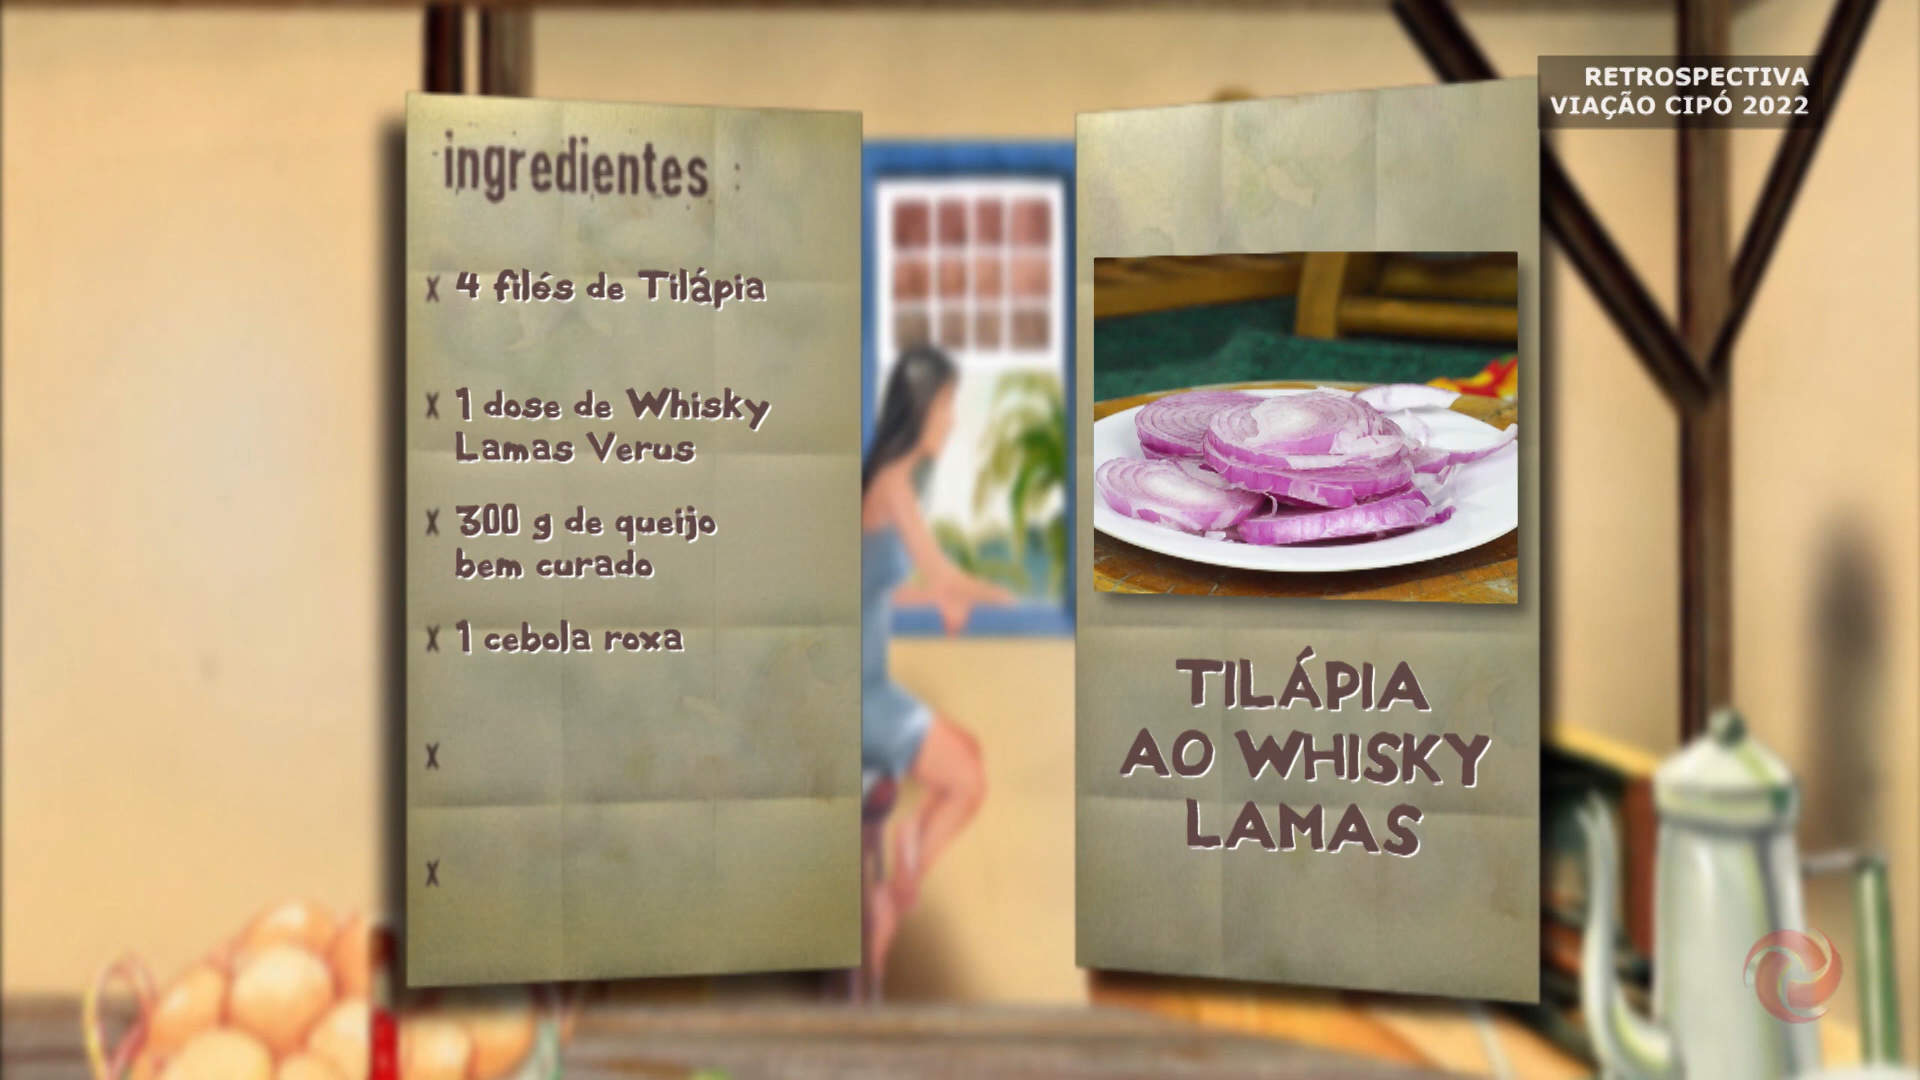 RETROSPECTIVA
VIAÇÃO CIPÓ 2022
ingredientes :
x 4 filés de Tilápia
x 1 dose de Whisky
Lamas Verus
x 300 g de queijo
bem curado
x 1 cebola roxa
x
x
TILÁPIA
AO WHISKY
LAMAS